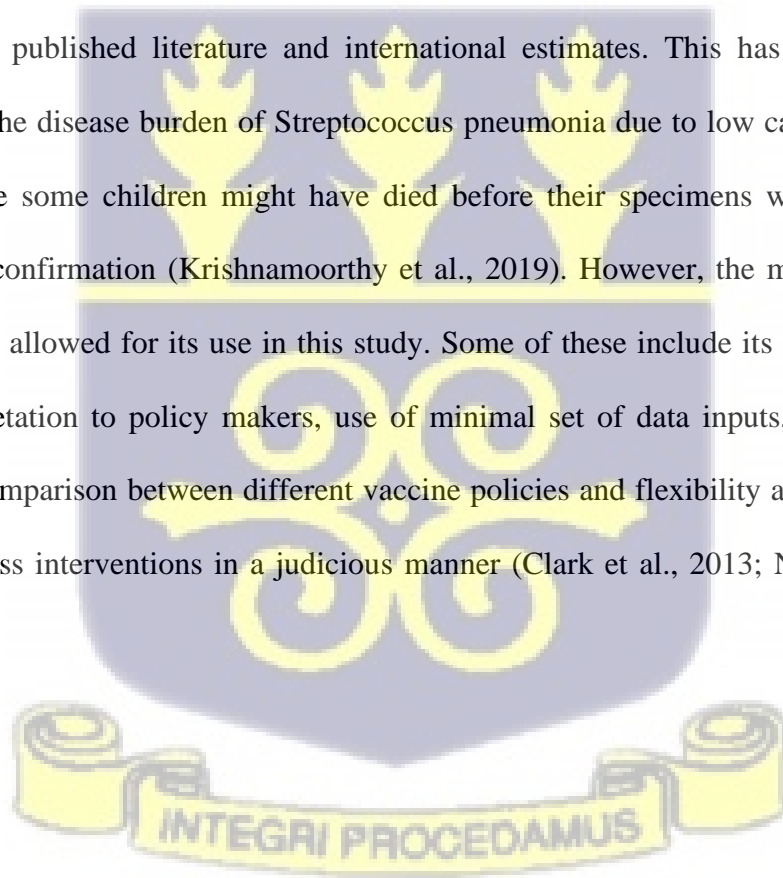 published literature and international estimates. This has
he disease burden of Streptococcus pneumonia due to low ca
e some children might have died before their specimens w
confirmation (Krishnamoorthy et al., 2019). However, the m
allowed for its use in this study. Some of these include its
etation to policy makers, use of minimal set of data inputs,
mparison between different vaccine policies and flexibility a
ss interventions in a judicious manner (Clark et al., 2013; N
INTEGRI PROCEDAMUS